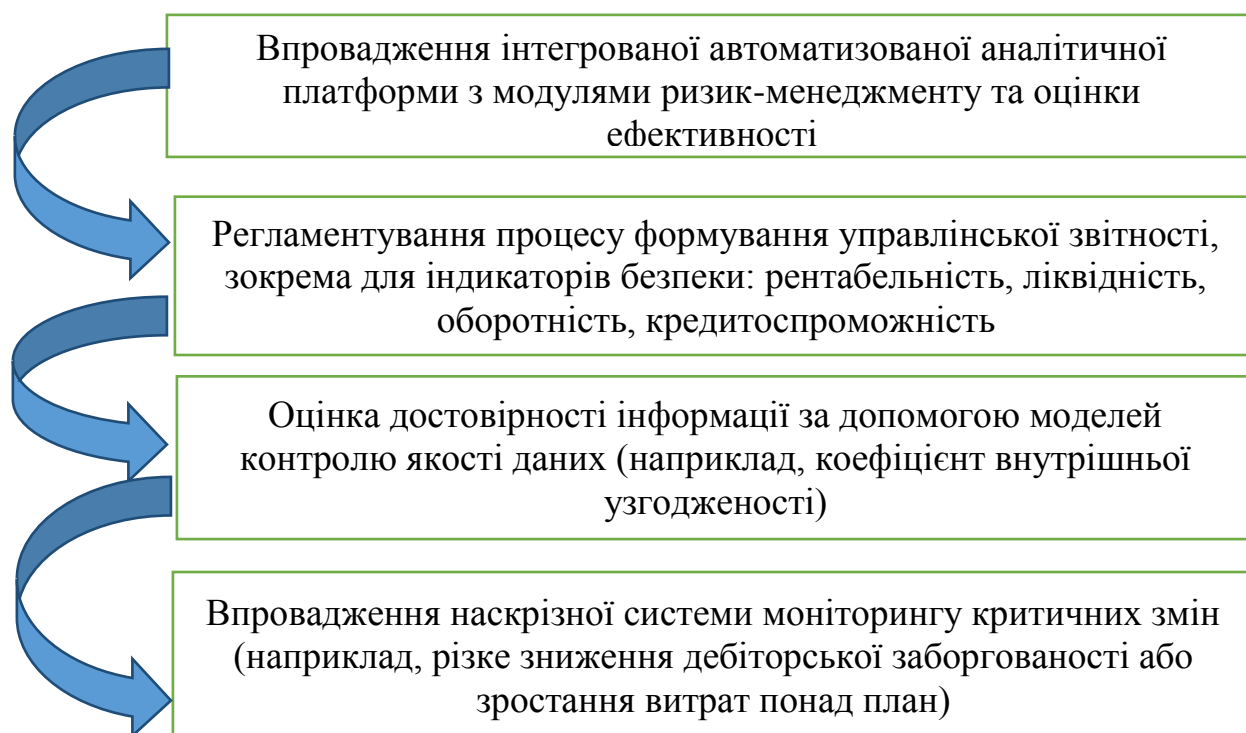 Впровадження інтегрованої автоматизованої аналітичної
платформи з модулями ризик-менеджменту та оцінки
ефективності
Регламентування процесу формування управлінської звітності,
зокрема для індикаторів безпеки: рентабельність, ліквідність,
оборотність, кредитоспроможність
Оцінка достовірності інформації за допомогою моделей
контролю якості даних (наприклад, коефіцієнт внутрішньої
узгодженості)
Впровадження наскрізної системи моніторингу критичних змін
(наприклад, різке зниження дебіторської заборгованості або
зростання витрат понад план)